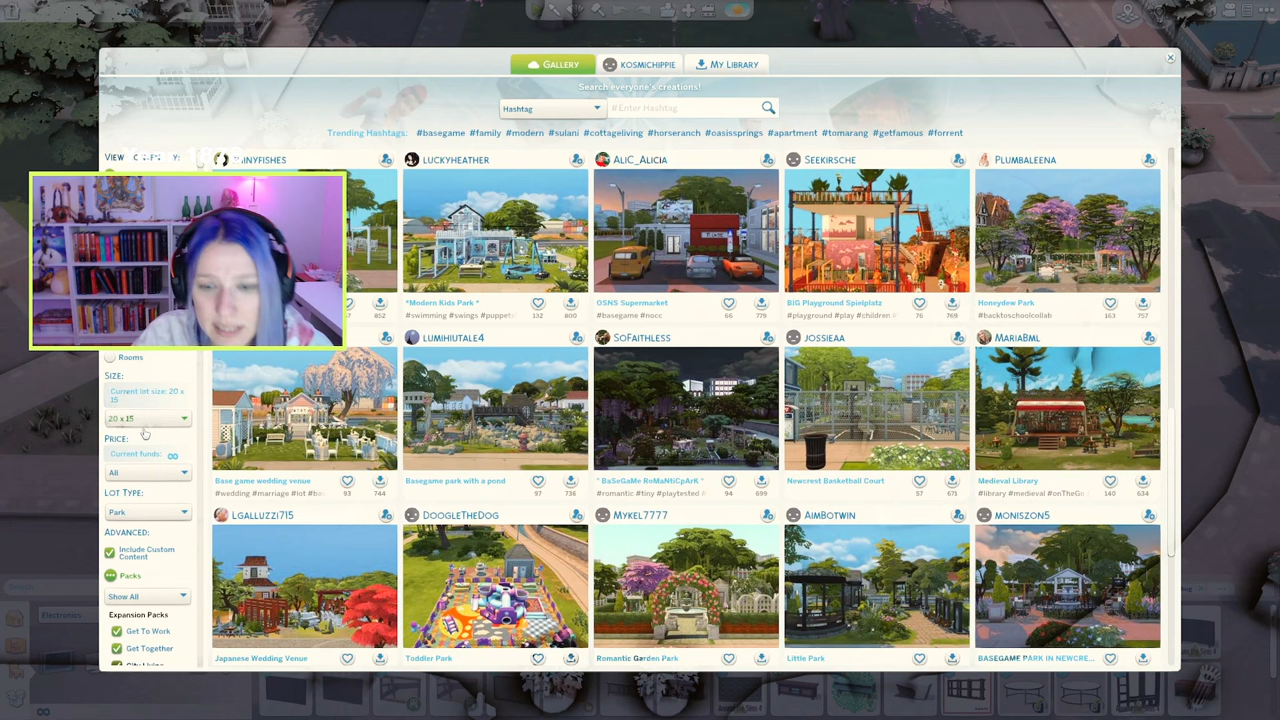 GALLERY
KOSMICHIPPIE
MY LIBRARY
Search everyone's creations!
Hashtag
#Enter Hashtag
Trending Hashtags: #basegame #family #modern #sulani #cottageliving #horseranch #oasissprings #apartment #tomarang #getfamous #forrent
LUCKYHEATHER
ALIC_ALICIA
SEEKIRSCHE
PLUMBALEENA
*Modern Kids Park *
OSNS Supermarket
BIG Playground Spielplatz
Honeydew Park
852
#swimming #swings #puppet
132
800
#basegame #nocc
66
779
#playground #play #children
76
769
#backtoschoolcollab
163
757
Rooms
SIZE:
Current lot size: 20 x
15
20 x 15
PRICE:
Current funds:
All
LOT TYPE:
Park
ADVANCED:
Include Custom
Content
Packs
Show All
Expansion Packs
Get To Work
Get Together
LUMIHIUTALE4
SOFAITHLESS
JOSSIEAA
MARIABML
Base game wedding venue
Basegame park with a pond
* BaSeGaMe RoMaNtiCpArK *
Newcrest Basketball Court
Medieval Library
#wedding #marriage #lot
93
744
97
736
#romantic #tiny #playtested
94
699
57
671
#library #medieval
140
634
LGALLUZZI715
DOOGLETHEDOG
MYKEL7777
AIMBOTWIN
MONISZON5
Japanese Wedding Venue
Toddler Park
Romantic Garden Park
Little Park
BASEGAME PARK IN NEWCRE...
Electronics